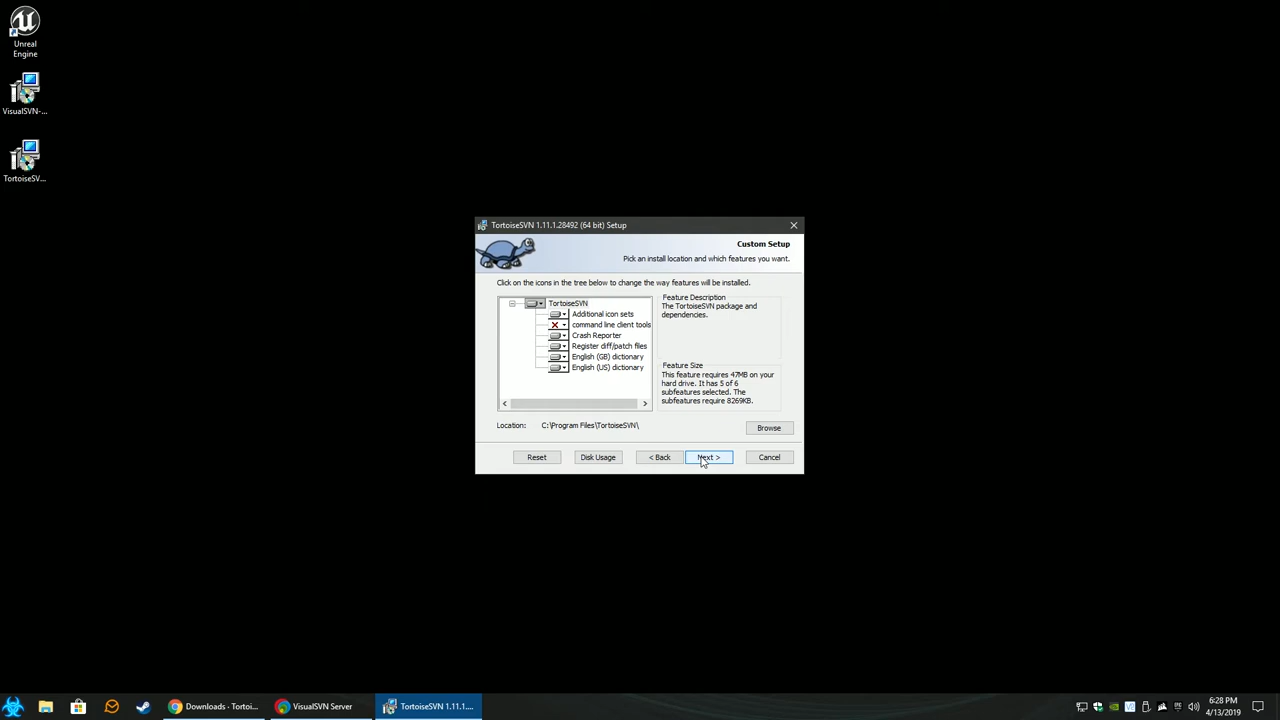 Unreal
Engine
VisualSVN-...
TortoiseSV...
TortoiseSVN 1.11.1.28492 (64 bit) Setup
Custom Setup
Pick an install location and which features you want.
Click on the icons in the tree below to change the way features will be installed.
TortoiseSVN
Additional icon sets
command line client tools
Crash Reporter
Register diff/patch files
English (GB) dictionary
English (US) dictionary
Feature Description
The TortoiseSVN package and
dependencies.
Feature Size
This feature requires 47MB on your
hard drive. It has 5 of 6
subfeatures selected. The
subfeatures require 8269KB.
Location: C:\Program Files\TortoiseSVN\
Browse
Reset
Disk Usage
< Back
Next >
Cancel
Downloads · Tortoi...
VisualSVN Server
TortoiseSVN 1.11.1....
6:28 PM
4/13/2019